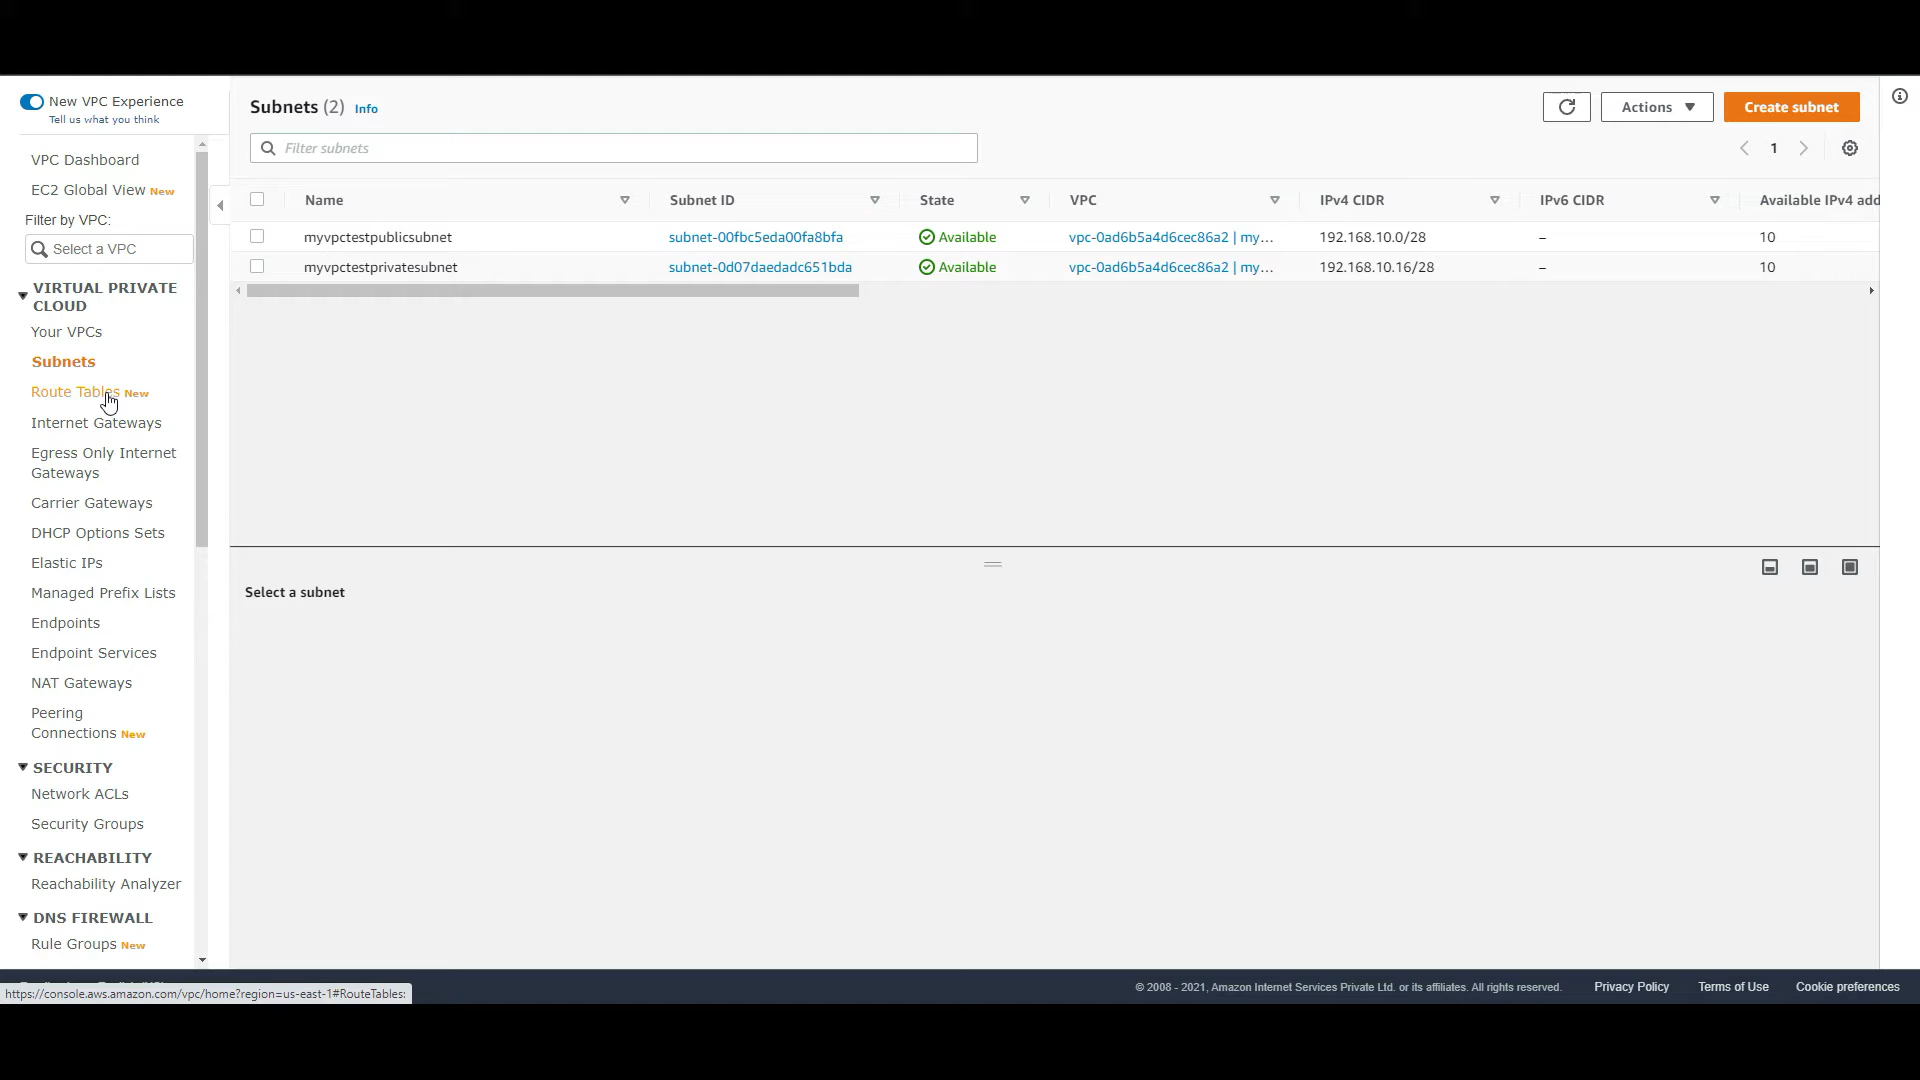 New VPC Experience
Tell us what you think
VPC Dashboard
EC2 Global View New
Filter by VPC:
Select a VPC
VIRTUAL PRIVATE
CLOUD
Your VPCs
Subnets
Route Tables New
Internet Gateways
Egress Only Internet
Gateways
Carrier Gateways
DHCP Options Sets
Elastic IPs
Managed Prefix Lists
Endpoints
Endpoint Services
NAT Gateways
Peering
Connections New
SECURITY
Network ACLs
Security Groups
REACHABILITY
Reachability Analyzer
DNS FIREWALL
Rule Groups New
Subnets (2) Info
Actions
Create subnet
Filter subnets
1
Name Subnet ID State VPC IPv4 CIDR IPv6 CIDR Available IPv4 add
myvpctestpublicsubnet subnet-00fbc5eda00fa8bfa Available vpc-0ad6b5a4d6cec86a2 | my... 192.168.10.0/28 – 10
myvpctestprivatesubnet subnet-0d07daedadc651bda Available vpc-0ad6b5a4d6cec86a2 | my... 192.168.10.16/28 – 10
Select a subnet
https://console.aws.amazon.com/vpc/home?region=us-east-1#RouteTables:
© 2008 - 2021, Amazon Internet Services Private Ltd. or its affiliates. All rights reserved. Privacy Policy Terms of Use Cookie preferences